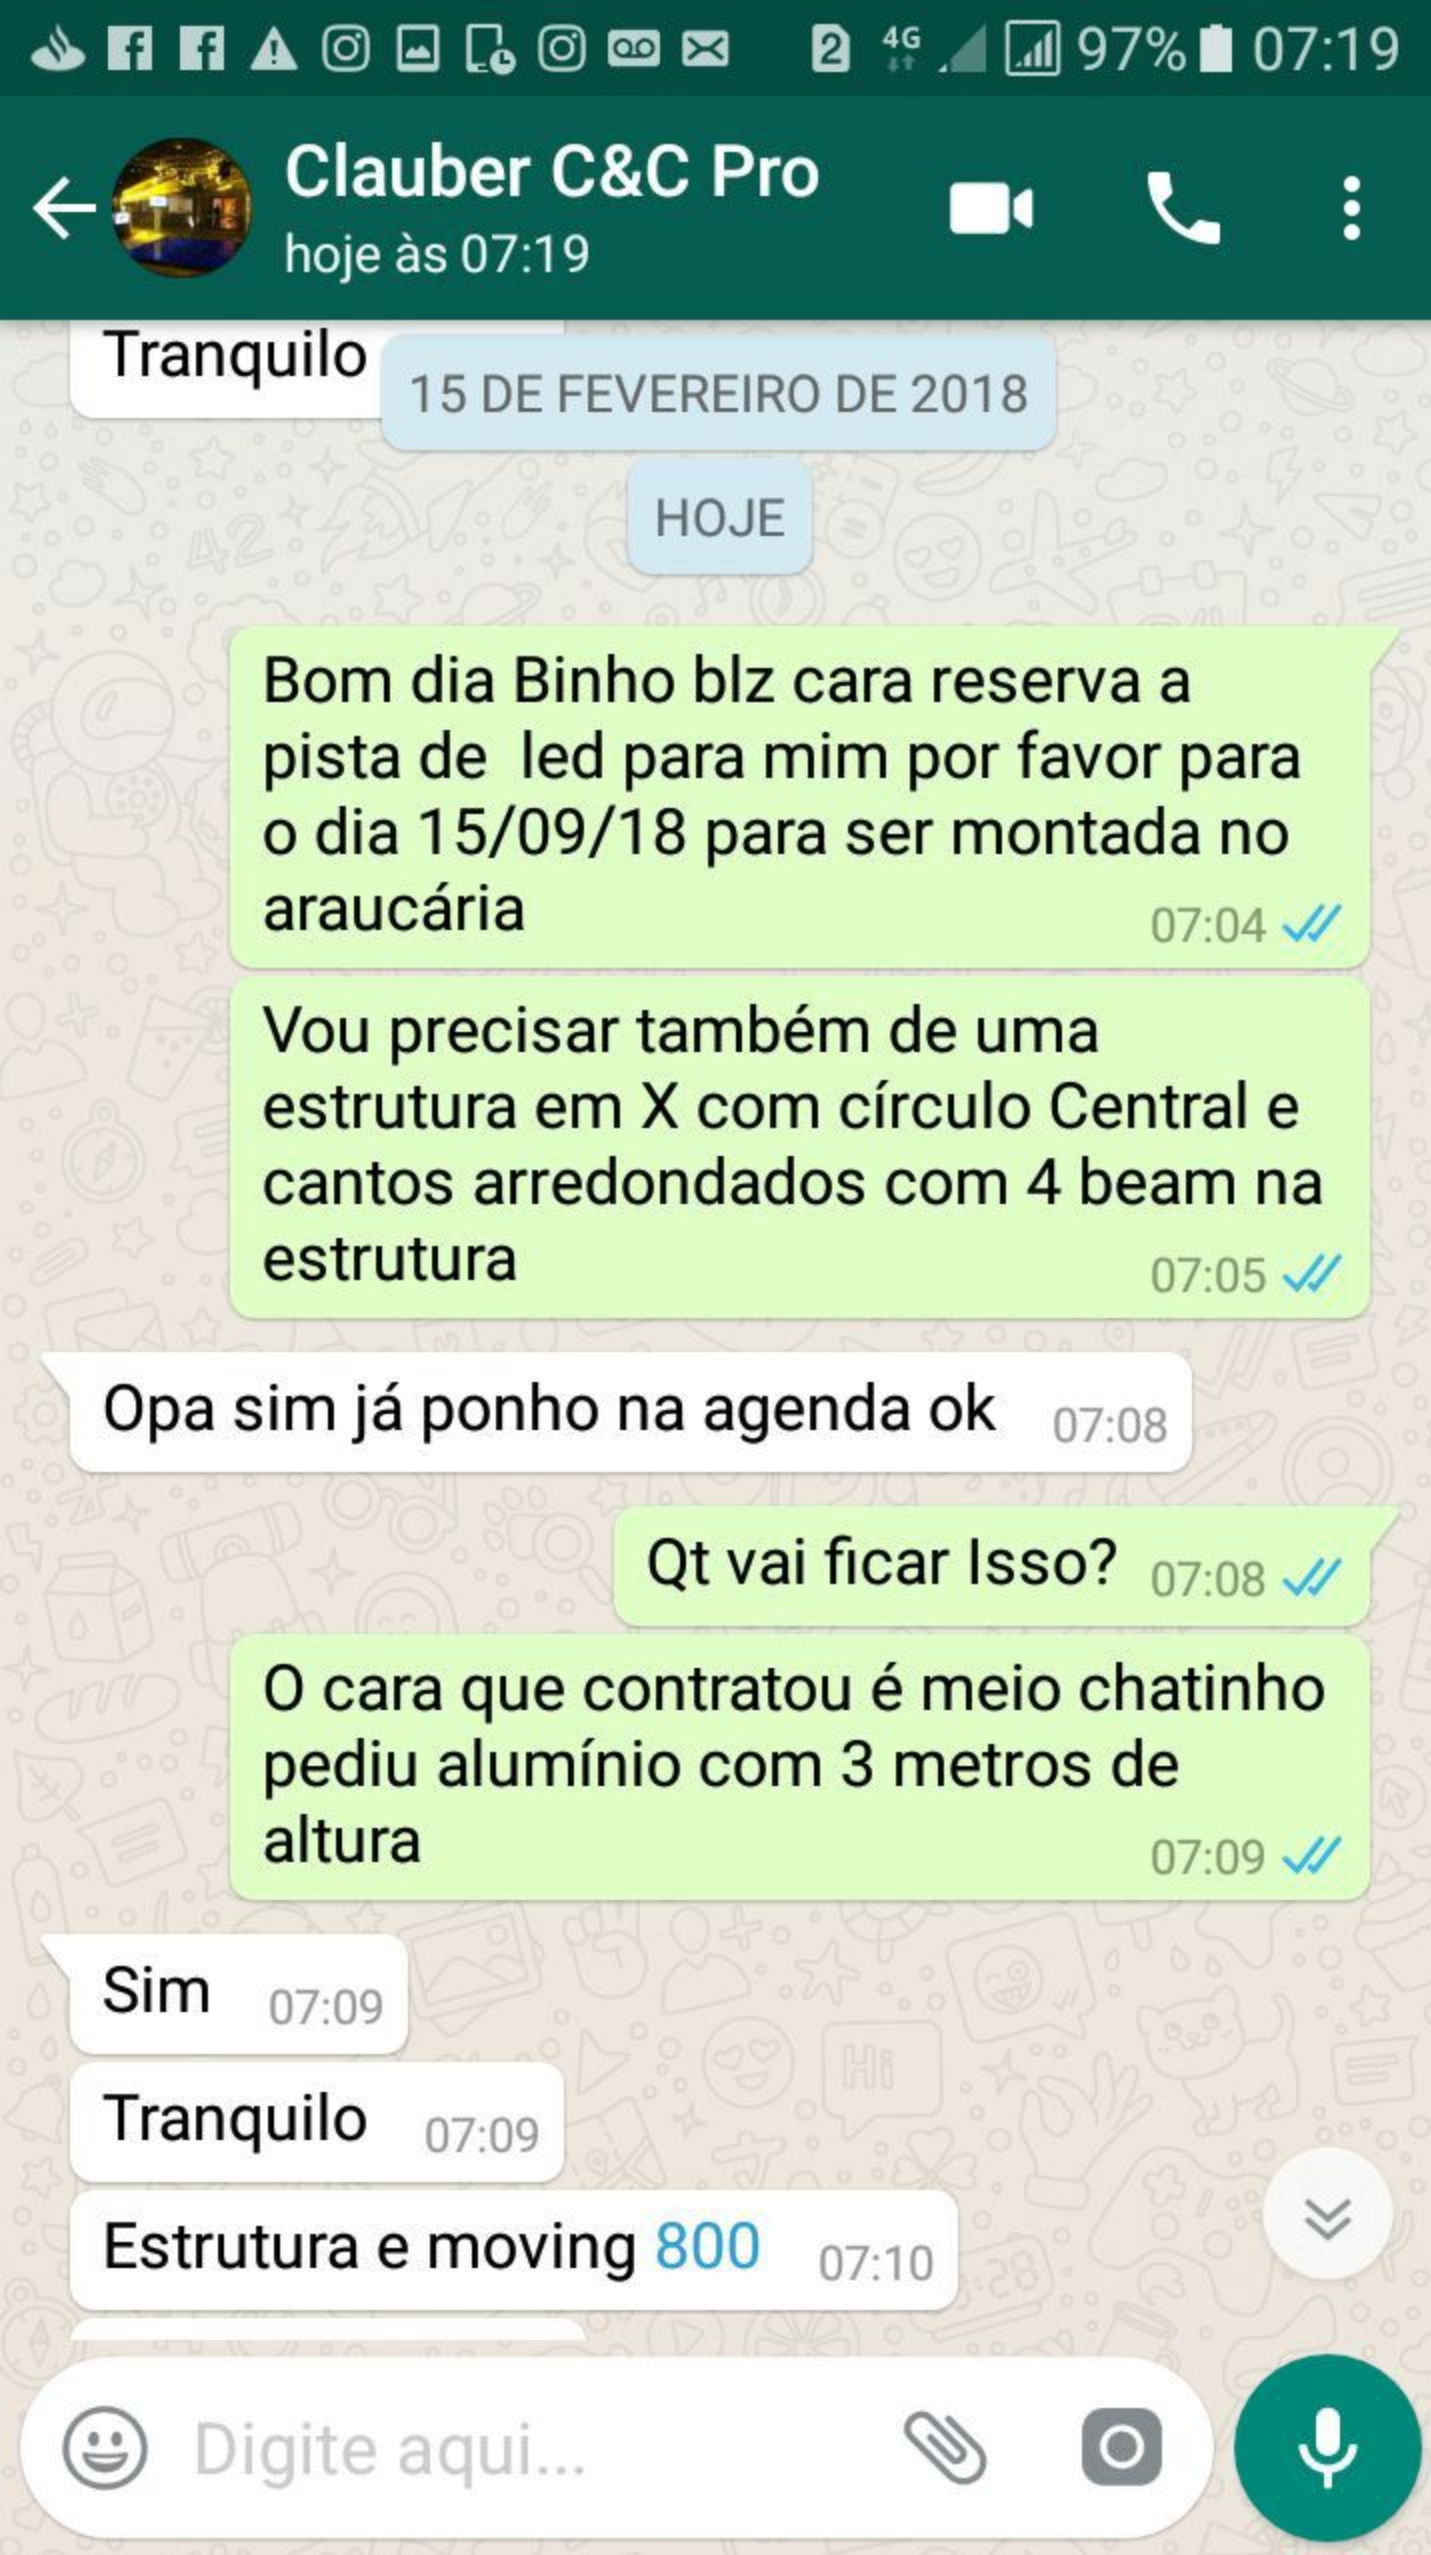 2 4G 97% 07:19
Clauber C&C Pro
hoje às 07:19
Tranquilo
15 DE FEVEREIRO DE 2018
HOJE
Bom dia Binho blz cara reserva a
pista de  led para mim por favor para
o dia 15/09/18 para ser montada no
araucária 07:04
Vou precisar também de uma
estrutura em X com círculo Central e
cantos arredondados com 4 beam na
estrutura 07:05
Opa sim já ponho na agenda ok 07:08
Qt vai ficar Isso? 07:08
O cara que contratou é meio chatinho
pediu alumínio com 3 metros de
altura 07:09
Sim 07:09
Tranquilo 07:09
Estrutura e moving 800 07:10
Digite aqui...